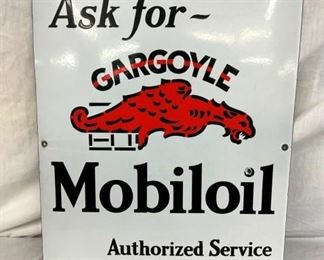 Ask for~
GARGOYLE
Mobiloil
Authorized Service